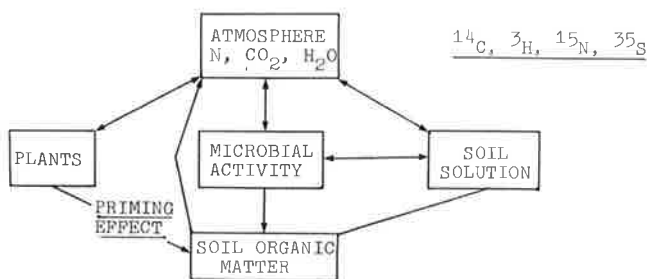 ATMOSPHERE
N, CO₂, H₂O
¹⁴C, ³H, ¹⁵N, ³⁵S
PLANTS
MICROBIAL
ACTIVITY
SOIL
SOLUTION
PRIMING
EFFECT
SOIL ORGANIC
MATTER